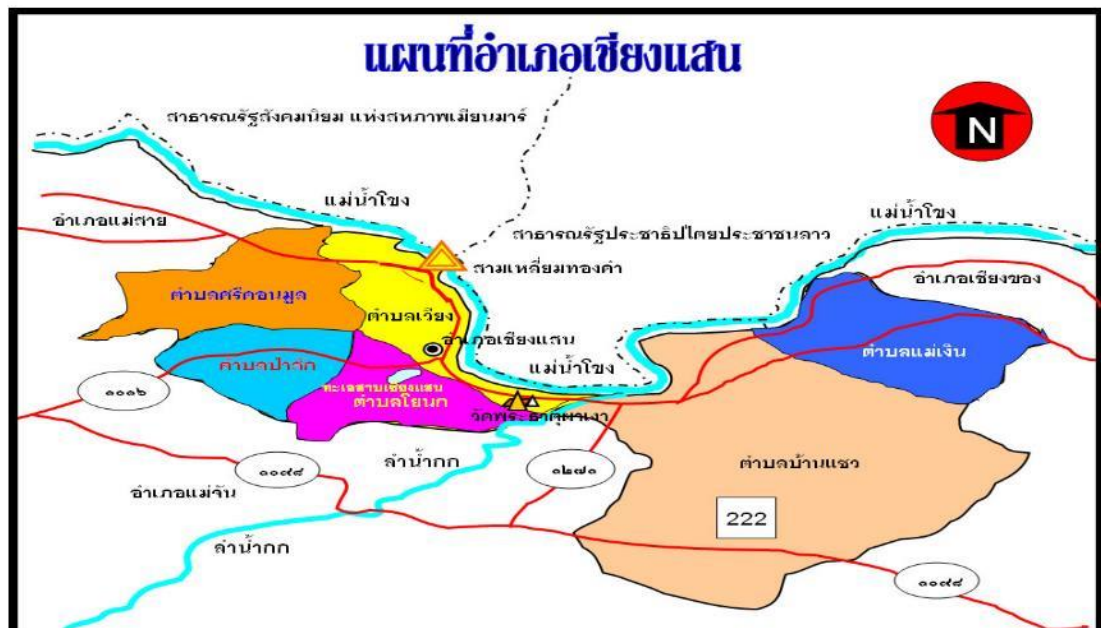 แผนที่อำเภอเชียงแสน
สาธารณรัฐสังคมนิยม แห่งสหภาพเมียนมาร์
N
แม่น้ำโขง
แม่น้ำโขง
อำเภอแม่สาย
สาธารณรัฐประชาธิปไตยประชาชนลาว
สามเหลี่ยมทองคำ
อำเภอเชียงของ
ตำบลศรีดอนมูล
ตำบลเวียง
อำเภอเชียงแสน
ตำบลแม่เงิน
ตำบลป่าสัก
แม่น้ำโขง
ทะเลสาบเชียงแสน
๑๐๑๖
ตำบลโยนก
วัดพระธาตุผาเงา
ลำน้ำกก
ตำบลบ้านแซว
๑๐๙๘
๑๒๗๑
อำเภอแม่จัน
222
ลำน้ำกก
๑๐๙๘